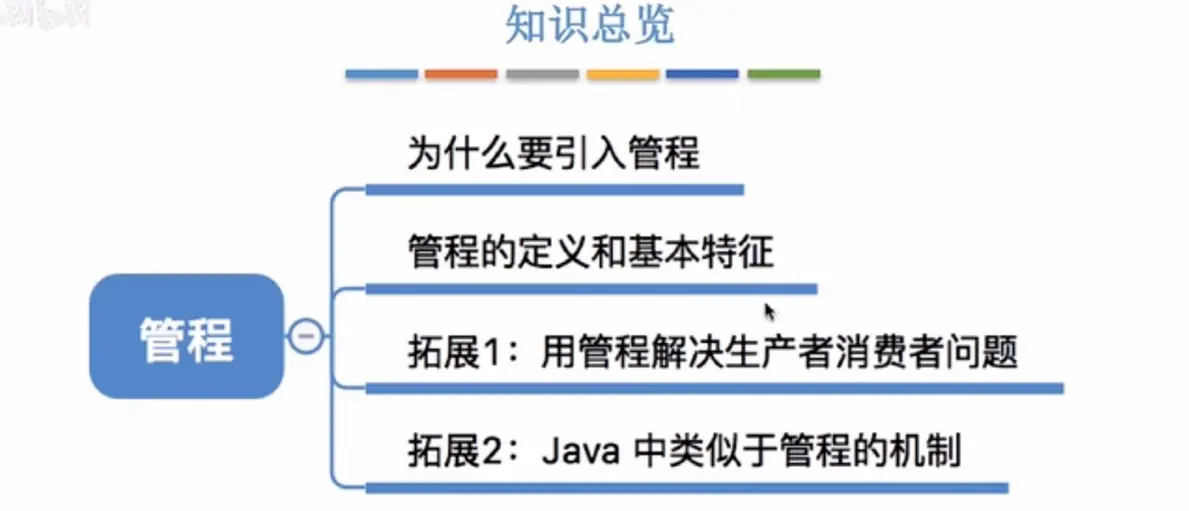 知识总览
为什么要引入管程
管程的定义和基本特征
管程
拓展1：用管程解决生产者消费者问题
拓展2：Java 中类似于管程的机制